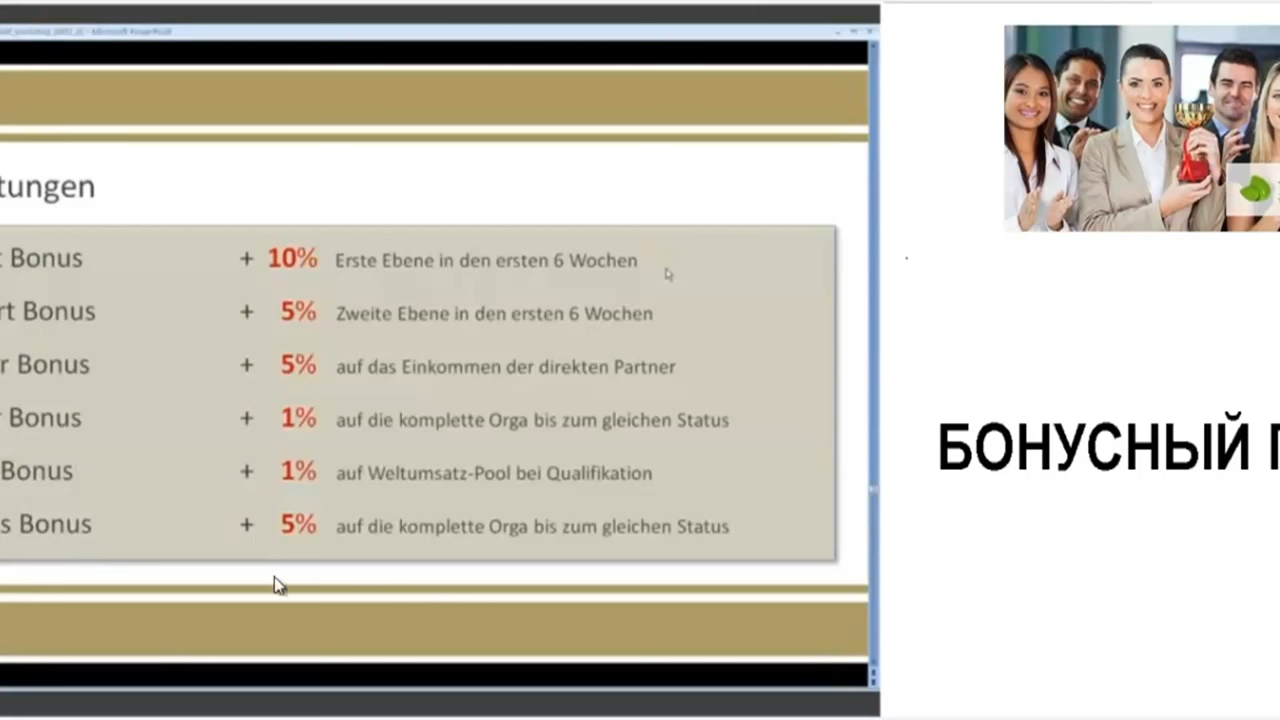 Microsoft PowerPoint
tungen
t Bonus + 10% Erste Ebene in den ersten 6 Wochen
rt Bonus + 5% Zweite Ebene in den ersten 6 Wochen
r Bonus + 5% auf das Einkommen der direkten Partner
r Bonus + 1% auf die komplette Orga bis zum gleichen Status
Bonus + 1% auf Weltumsatz-Pool bei Qualifikation
s Bonus + 5% auf die komplette Orga bis zum gleichen Status
БОНУСНЫЙ